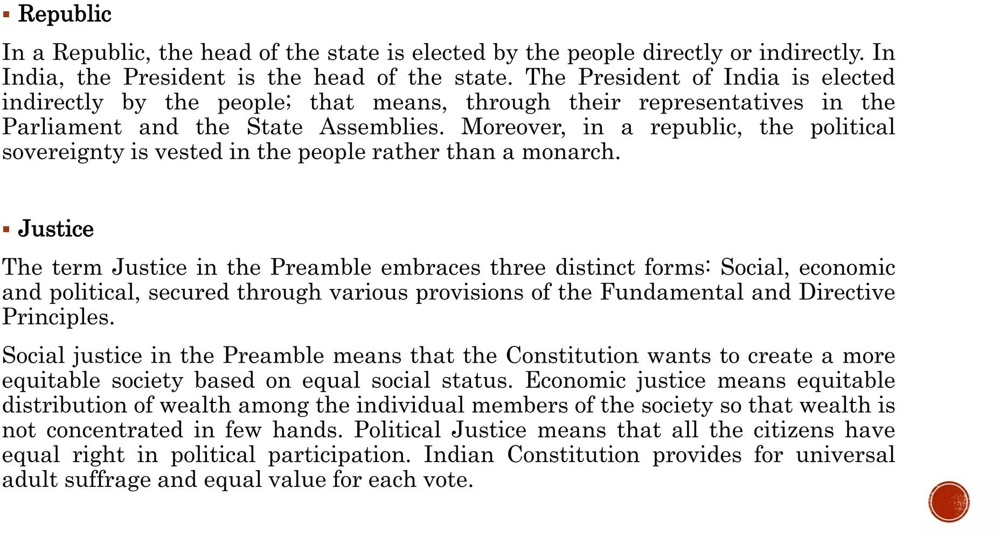 Republic
In a Republic, the head of the state is elected by the people directly or indirectly. In
India, the President is the head of the state. The President of India is elected
indirectly by the people; that means, through their representatives in the
Parliament and the State Assemblies. Moreover, in a republic, the political
sovereignty is vested in the people rather than a monarch.
Justice
The term Justice in the Preamble embraces three distinct forms: Social, economic
and political, secured through various provisions of the Fundamental and Directive
Principles.
Social justice in the Preamble means that the Constitution wants to create a more
equitable society based on equal social status. Economic justice means equitable
distribution of wealth among the individual members of the society so that wealth is
not concentrated in few hands. Political Justice means that all the citizens have
equal right in political participation. Indian Constitution provides for universal
adult suffrage and equal value for each vote.